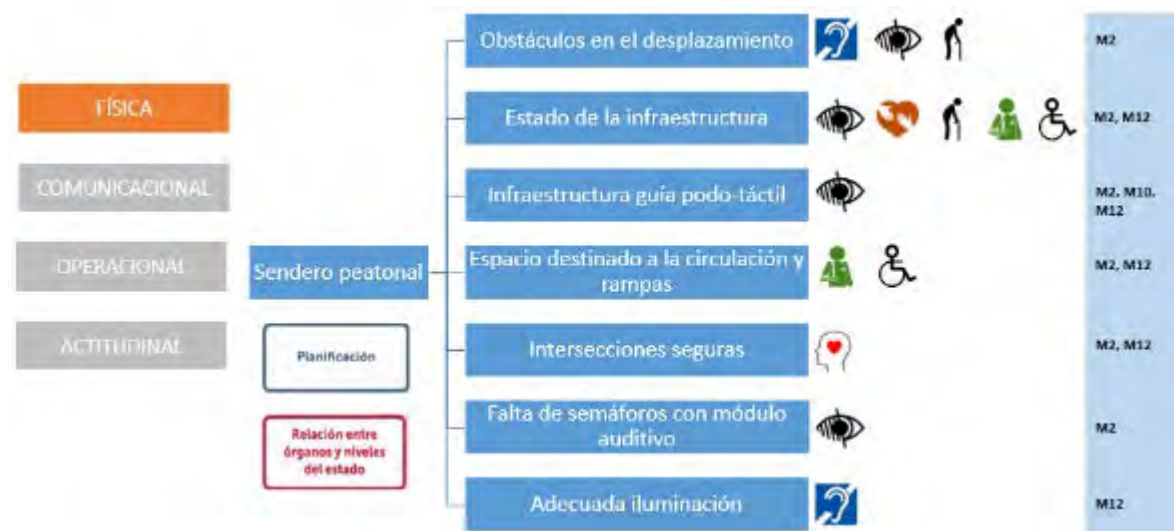 FÍSICA
COMUNICACIONAL
OPERACIONAL
ACTITUDINAL
Sendero peatonal
Planificación
Relación entre
órganos y niveles
del estado
Obstáculos en el desplazamiento
M2
Estado de la infraestructura
M2, M12
Infraestructura guía podo-táctil
M2, M10,
M12
Espacio destinado a la circulación y
rampas
M2, M12
Intersecciones seguras
M2, M12
Falta de semáforos con módulo
auditivo
M2
Adecuada iluminación
M12